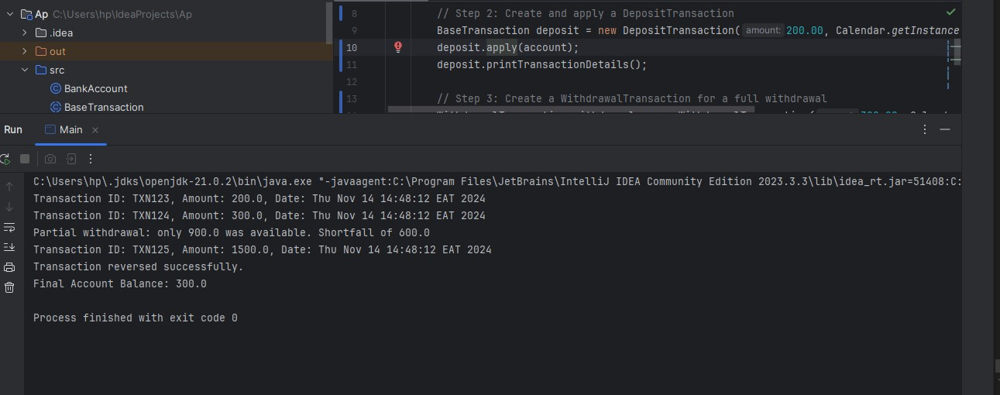 Ap C:\Users\hp\IdeaProjects\Ap
.idea
out
src
BankAccount
BaseTransaction
8 // Step 2: Create and apply a DepositTransaction
9 BaseTransaction deposit = new DepositTransaction( amount: 200.00, Calendar.getInstance
10 deposit.apply(account);
11 deposit.printTransactionDetails();
12
13 // Step 3: Create a WithdrawalTransaction for a full withdrawal
Run Main
C:\Users\hp\.jdks\openjdk-21.0.2\bin\java.exe "-javaagent:C:\Program Files\JetBrains\IntelliJ IDEA Community Edition 2023.3.3\lib\idea_rt.jar=51408:C:
Transaction ID: TXN123, Amount: 200.0, Date: Thu Nov 14 14:48:12 EAT 2024
Transaction ID: TXN124, Amount: 300.0, Date: Thu Nov 14 14:48:12 EAT 2024
Partial withdrawal: only 900.0 was available. Shortfall of 600.0
Transaction ID: TXN125, Amount: 1500.0, Date: Thu Nov 14 14:48:12 EAT 2024
Transaction reversed successfully.
Final Account Balance: 300.0
Process finished with exit code 0